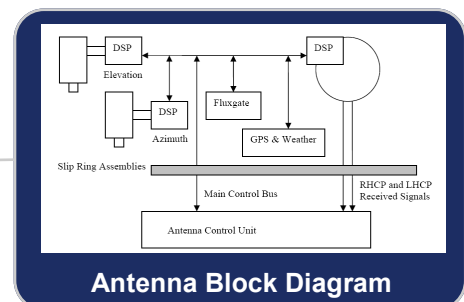 DSP
DSP
Elevation
DSP
Fluxgate
Azimuth
GPS & Weather
Slip Ring Assemblies
Main Control Bus
RHCP and LHCP
Received Signals
Antenna Control Unit
Antenna Block Diagram